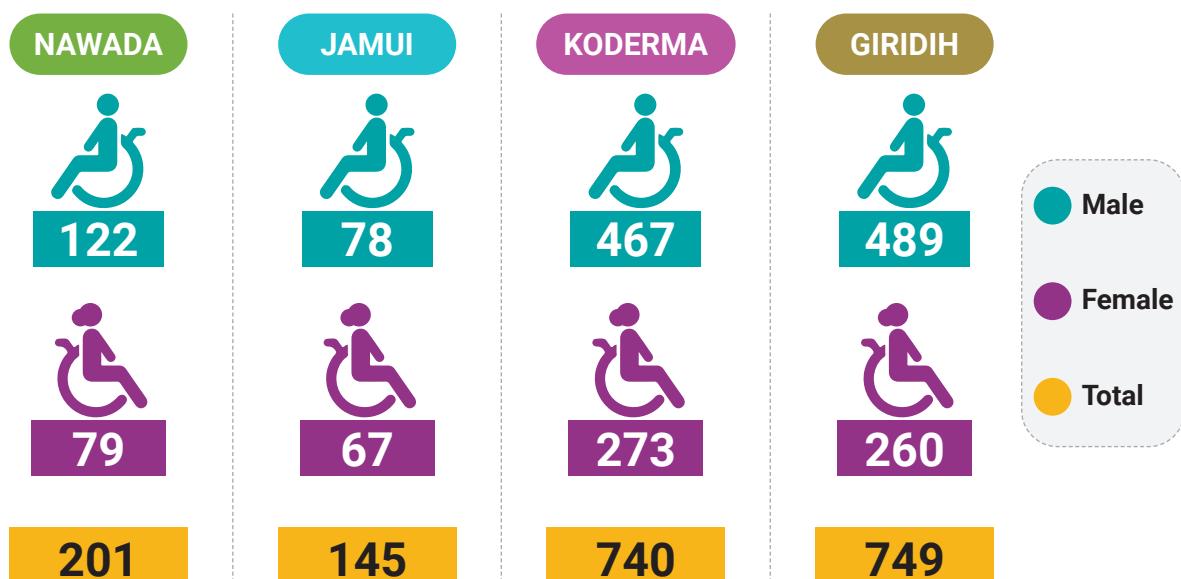 NAWADA JAMUI KODERMA GIRIDIH
122 78 467 489
79 67 273 260
201 145 740 749
Male
Female
Total